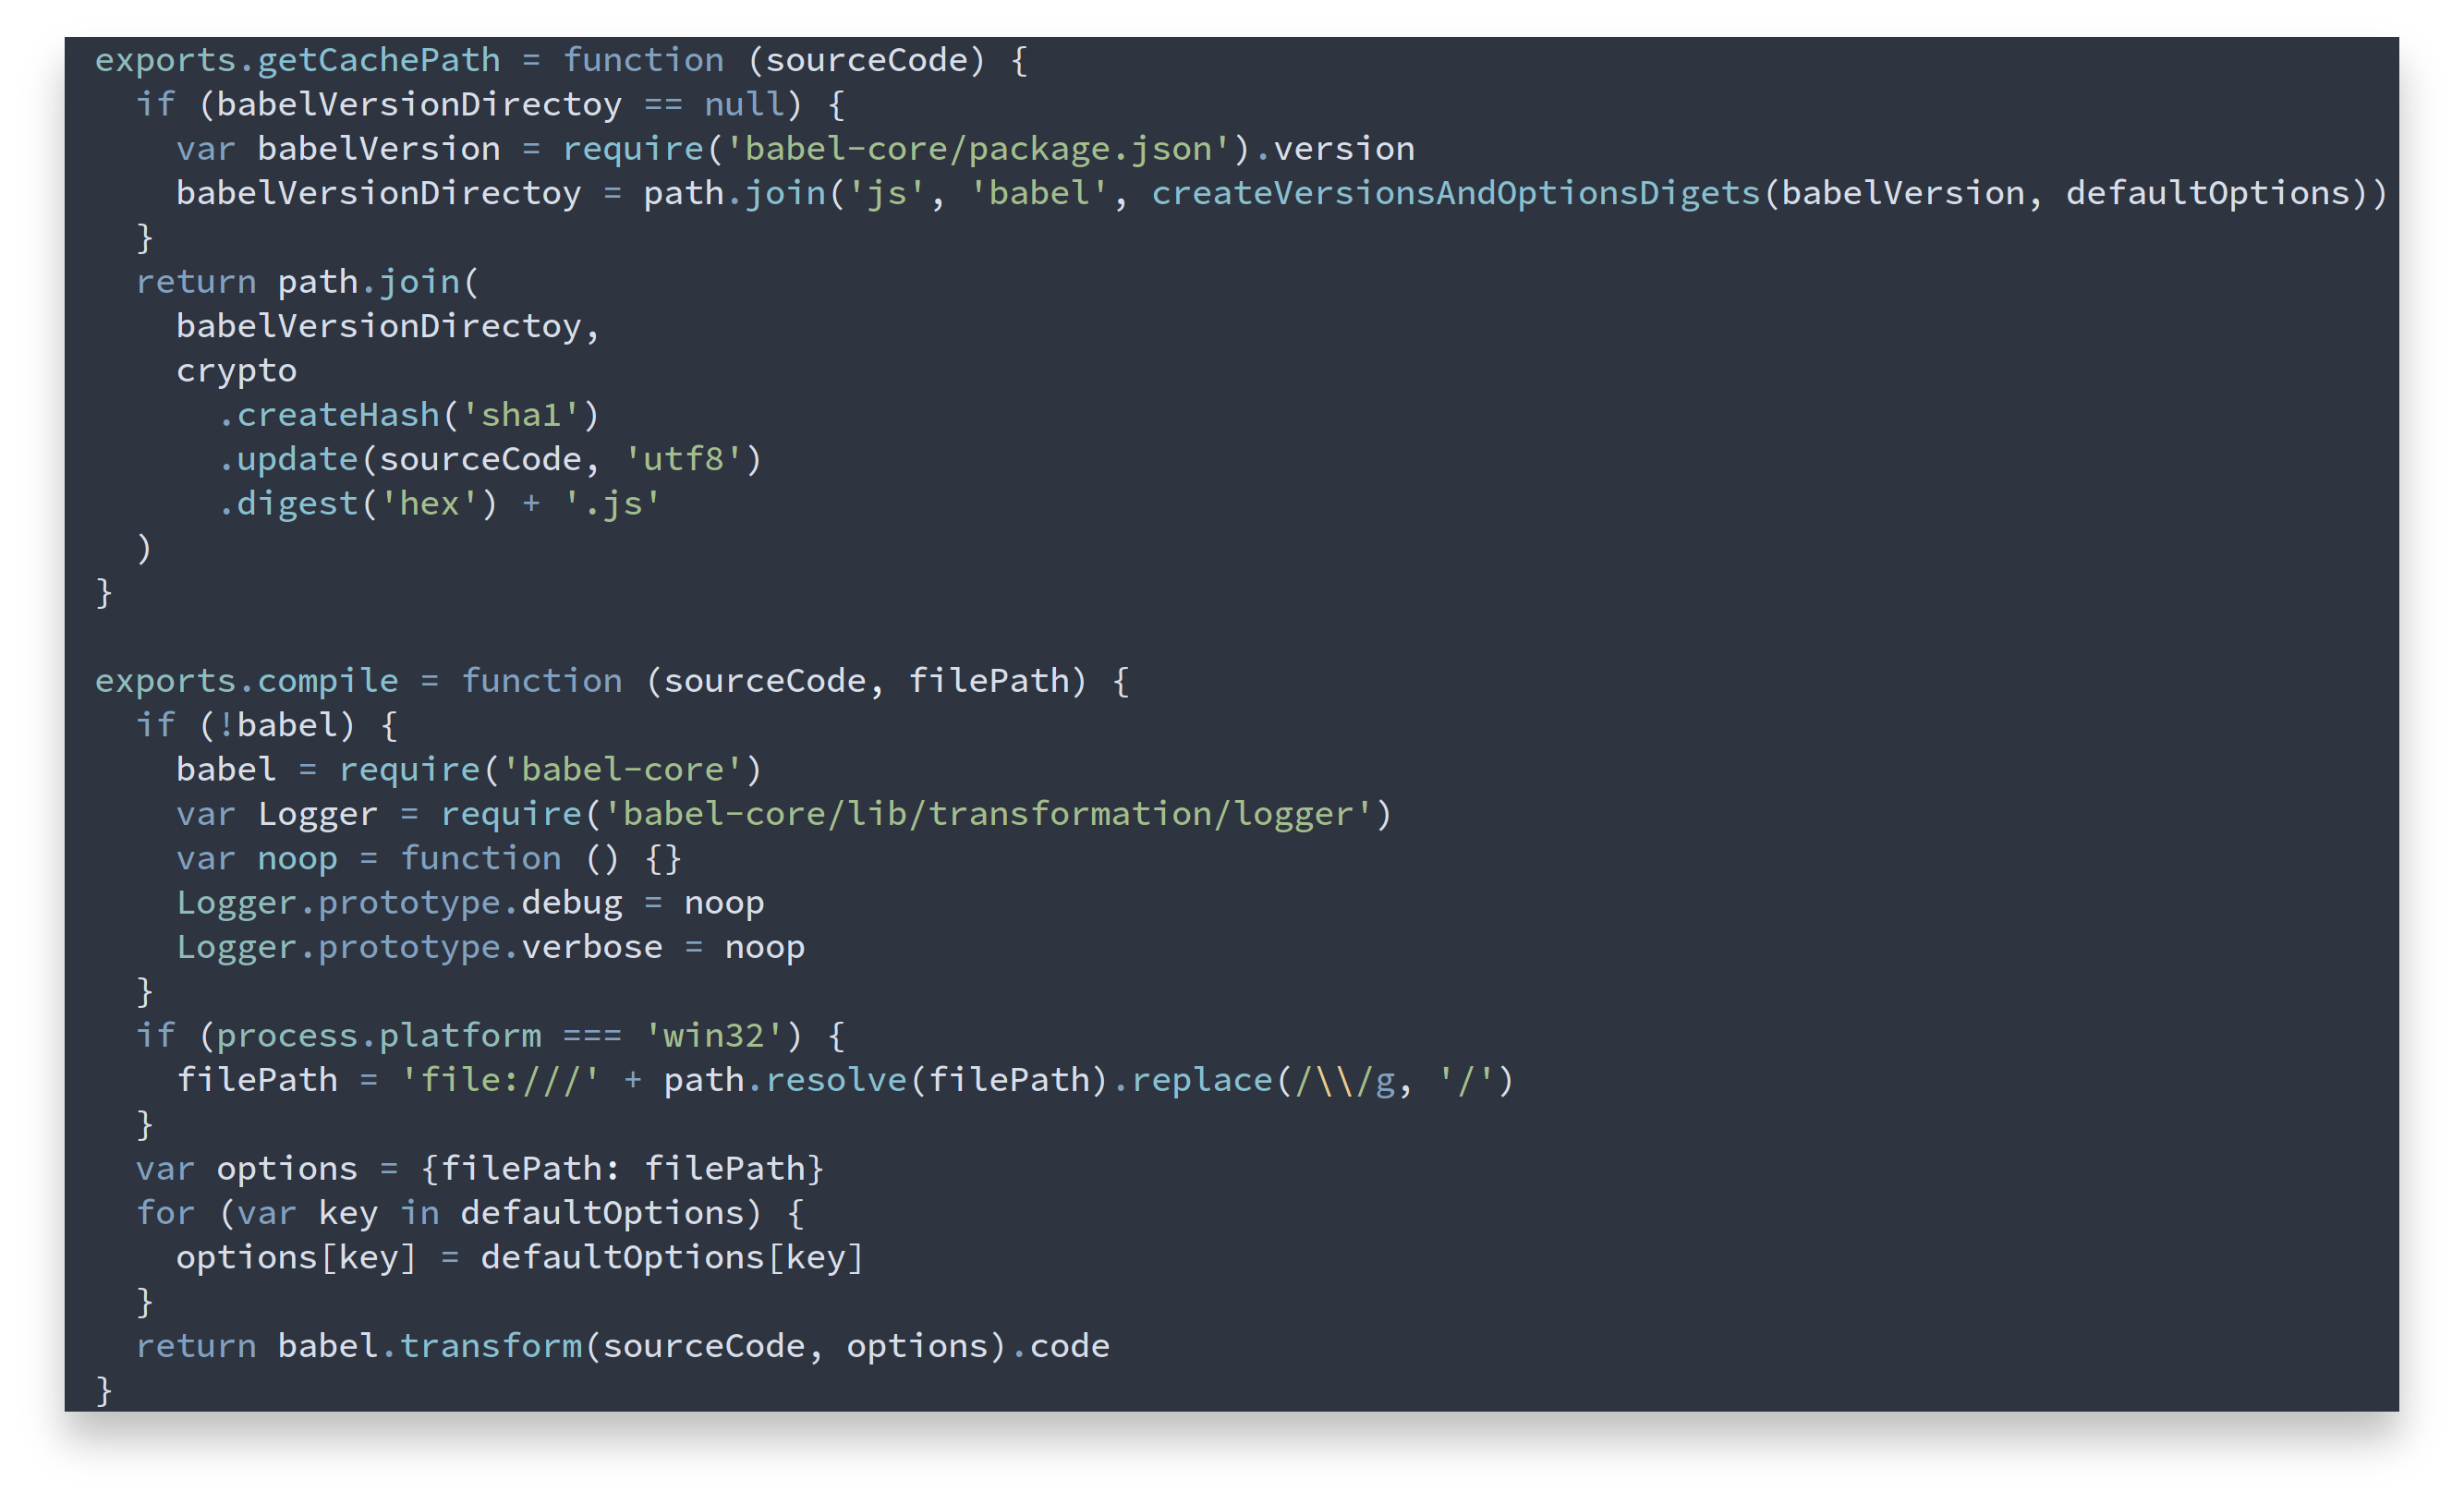 exports.getCachePath = function (sourceCode) {
  if (babelVersionDirectoy == null) {
    var babelVersion = require('babel-core/package.json').version
    babelVersionDirectoy = path.join('js', 'babel', createVersionsAndOptionsDigets(babelVersion, defaultOptions))
  }
  return path.join(
    babelVersionDirectoy,
    crypto
      .createHash('sha1')
      .update(sourceCode, 'utf8')
      .digest('hex') + '.js'
  )
}

exports.compile = function (sourceCode, filePath) {
  if (!babel) {
    babel = require('babel-core')
    var Logger = require('babel-core/lib/transformation/logger')
    var noop = function () {}
    Logger.prototype.debug = noop
    Logger.prototype.verbose = noop
  }
  if (process.platform === 'win32') {
    filePath = 'file:///' + path.resolve(filePath).replace(/\\/g, '/')
  }
  var options = {filePath: filePath}
  for (var key in defaultOptions) {
    options[key] = defaultOptions[key]
  }
  return babel.transform(sourceCode, options).code
}